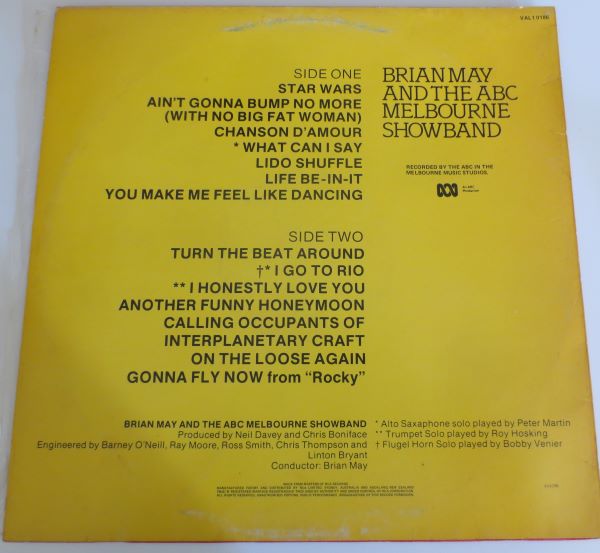 VAL1 0186
SIDE ONE
STAR WARS
AIN'T GONNA BUMP NO MORE
(WITH NO BIG FAT WOMAN)
CHANSON D'AMOUR
* WHAT CAN I SAY
LIDO SHUFFLE
LIFE BE-IN-IT
YOU MAKE ME FEEL LIKE DANCING
BRIAN MAY
AND THE ABC
MELBOURNE
SHOWBAND
RECORDED BY THE ABC IN THE
MELBOURNE MUSIC STUDIOS.
An ABC
Production
SIDE TWO
TURN THE BEAT AROUND
†* I GO TO RIO
** I HONESTLY LOVE YOU
ANOTHER FUNNY HONEYMOON
CALLING OCCUPANTS OF
INTERPLANETARY CRAFT
ON THE LOOSE AGAIN
GONNA FLY NOW from "Rocky"
BRIAN MAY AND THE ABC MELBOURNE SHOWBAND
Produced by Neil Davey and Chris Boniface
Engineered by Barney O'Neill, Ray Moore, Ross Smith, Chris Thompson and
Linton Bryant
Conductor: Brian May
* Alto Saxaphone solo played by Peter Martin
** Trumpet Solo played by Roy Hosking
† Flugel Horn Solo played by Bobby Venier